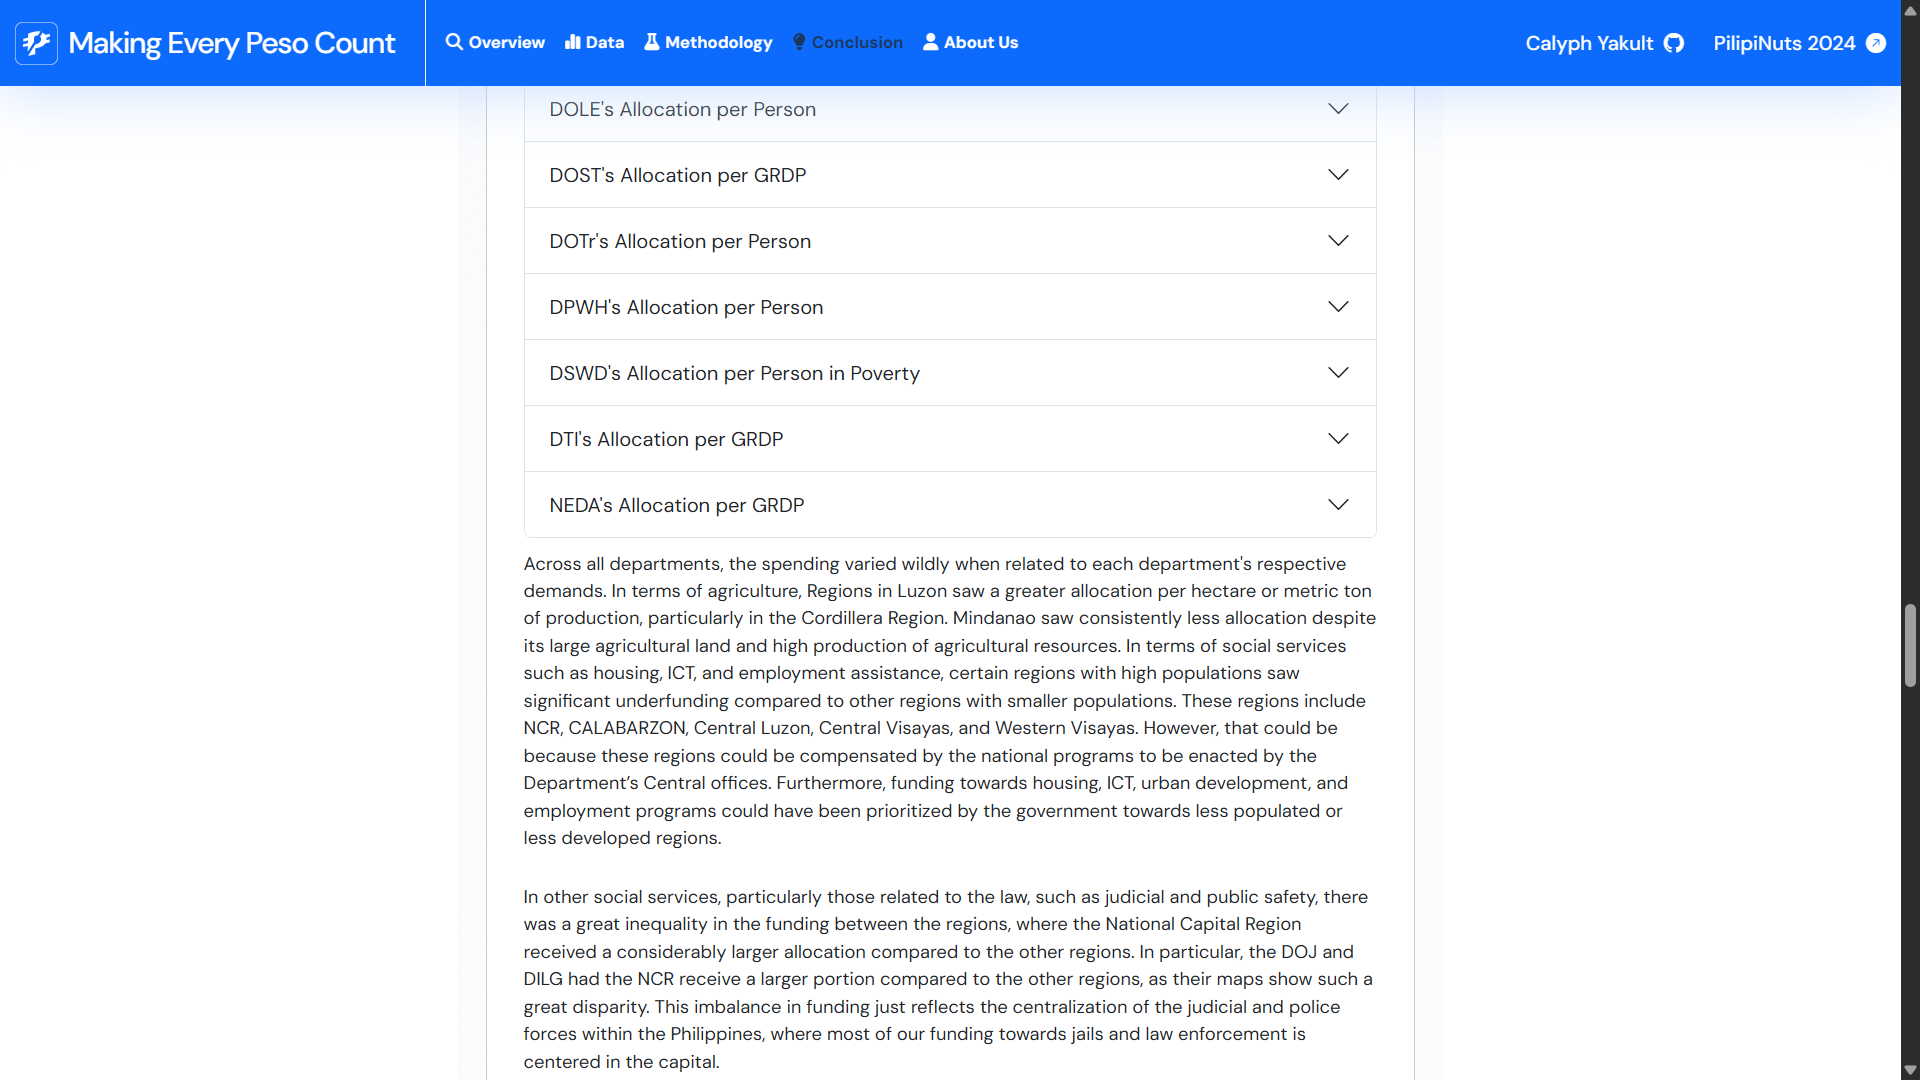 Making Every Peso Count
Overview
Data
Methodology
Conclusion
About Us
Calyph Yakult
PilipiNuts 2024
DOLE's Allocation per Person
DOST's Allocation per GRDP
DOTr's Allocation per Person
DPWH's Allocation per Person
DSWD's Allocation per Person in Poverty
DTI's Allocation per GRDP
NEDA's Allocation per GRDP
Across all departments, the spending varied wildly when related to each department's respective
demands. In terms of agriculture, Regions in Luzon saw a greater allocation per hectare or metric ton
of production, particularly in the Cordillera Region. Mindanao saw consistently less allocation despite
its large agricultural land and high production of agricultural resources. In terms of social services
such as housing, ICT, and employment assistance, certain regions with high populations saw
significant underfunding compared to other regions with smaller populations. These regions include
NCR, CALABARZON, Central Luzon, Central Visayas, and Western Visayas. However, that could be
because these regions could be compensated by the national programs to be enacted by the
Department’s Central offices. Furthermore, funding towards housing, ICT, urban development, and
employment programs could have been prioritized by the government towards less populated or
less developed regions.
In other social services, particularly those related to the law, such as judicial and public safety, there
was a great inequality in the funding between the regions, where the National Capital Region
received a considerably larger allocation compared to the other regions. In particular, the DOJ and
DILG had the NCR receive a larger portion compared to the other regions, as their maps show such a
great disparity. This imbalance in funding just reflects the centralization of the judicial and police
forces within the Philippines, where most of our funding towards jails and law enforcement is
centered in the capital.